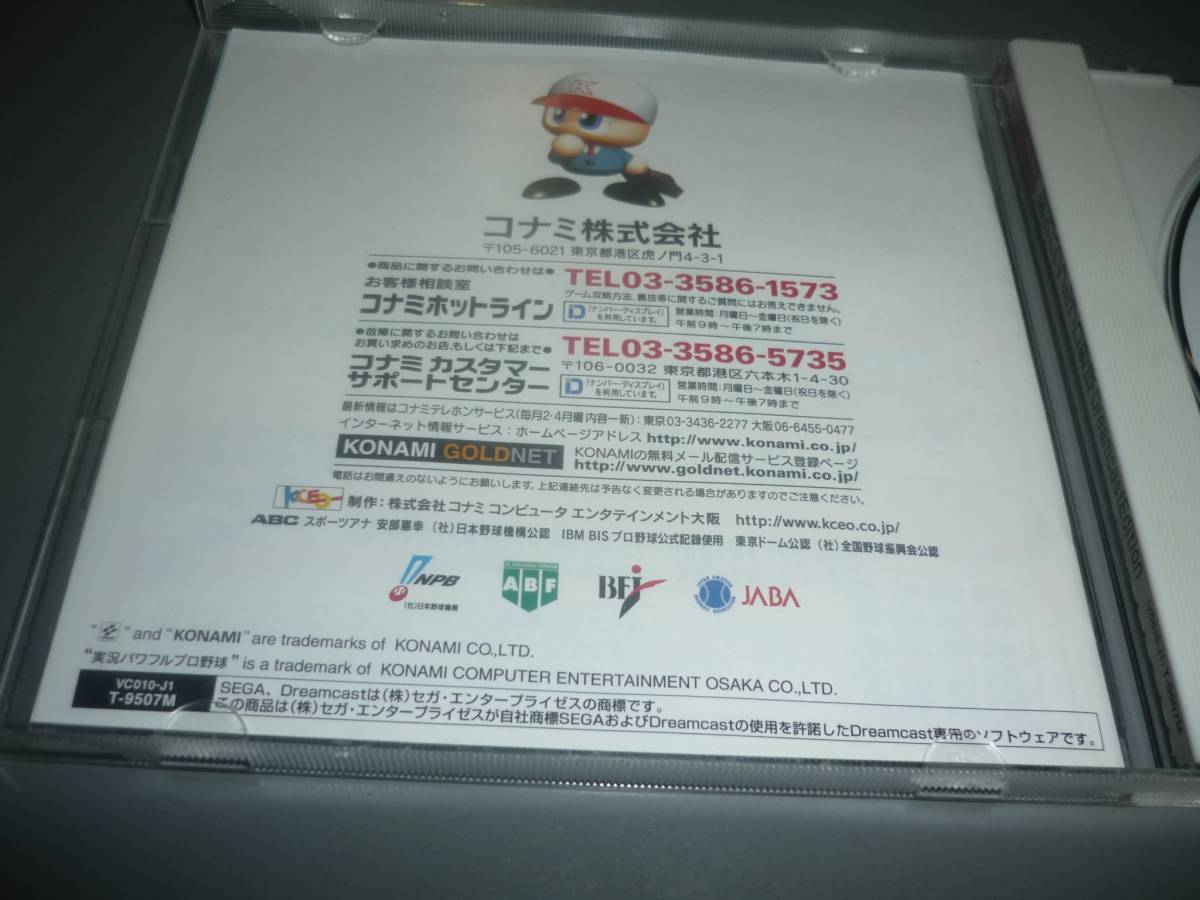 K
コナミ株式会社
〒105-6021 東京都港区虎ノ門4-3-1
●商品に関するお問い合わせは●
お客様相談室
コナミホットライン
TEL03-3586-1573
ゲーム攻略方法、裏技等に関するご質問にはお答えできません。
D 「ナンバー・ディスプレイ」を利用しています。
営業時間:月曜日〜金曜日(祝日を除く)
午前9時〜午後7時まで
●故障に関するお問い合わせは
お買い求めのお店、もしくは下記まで●
コナミ カスタマー
サポートセンター
TEL03-3586-5735
〒106-0032 東京都港区六本木1-4-30
D 「ナンバー・ディスプレイ」を利用しています。
営業時間:月曜日〜金曜日(祝日を除く)
午前9時〜午後7時まで
最新情報はコナミテレホンサービス(毎月2・4月曜 内容一新):東京03-3436-2277 大阪06-6455-0477
インターネット情報サービス:ホームページアドレス http://www.konami.co.jp/
KONAMI GOLDNET
KONAMIの無料メール配信サービス登録ページ
http://www.goldnet.konami.co.jp/
電話はお間違えのないようにお願いします。上記連絡先は予告なく変更される場合がありますのでご注意ください。
KCEO 制作:株式会社 コナミ コンピュータ エンタテインメント大阪 http://www.kceo.co.jp/
ABC スポーツアナ 安部憲幸 (社)日本野球機構公認 IBM BISプロ野球公式記録使用 東京ドーム公認 (社)全国野球振興会公認
NPB
(社)日本野球機構
ABF
BFJ
JABA
" " and "KONAMI" are trademarks of KONAMI CO.,LTD.
"実況パワフルプロ野球" is a trademark of KONAMI COMPUTER ENTERTAINMENT OSAKA CO.,LTD.
VC010-J1
T-9507M
SEGA、Dreamcastは(株)セガ・エンタープライゼスの商標です。
この商品は(株)セガ・エンタープライゼスが自社商標SEGAおよびDreamcastの使用を許諾したDreamcast専用のソフトウェアです。
Dreamcast Edition